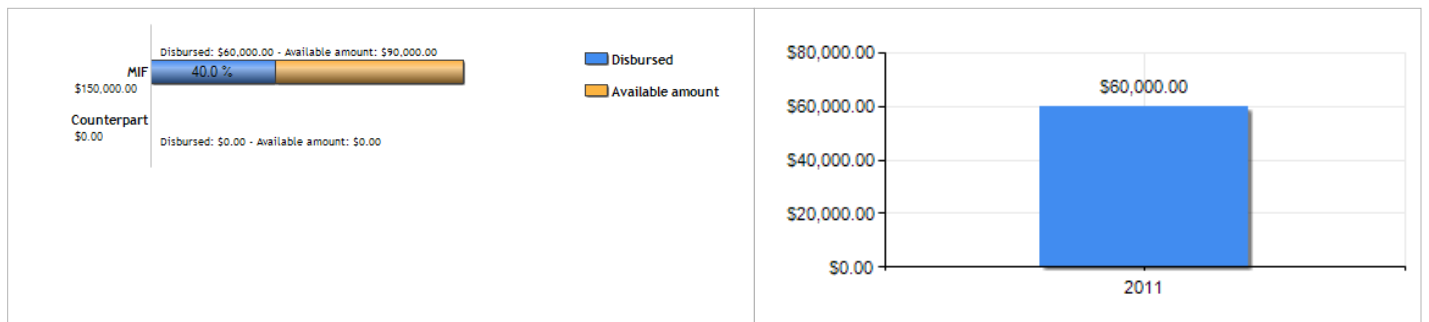 Disbursed: $60,000.00 - Available amount: $90,000.00
MIF
40.0 %
$150,000.00
Counterpart
$0.00
Disbursed: $0.00 - Available amount: $0.00
Disbursed
Available amount
$80,000.00
$60,000.00
$60,000.00
$40,000.00
$20,000.00
$0.00
2011